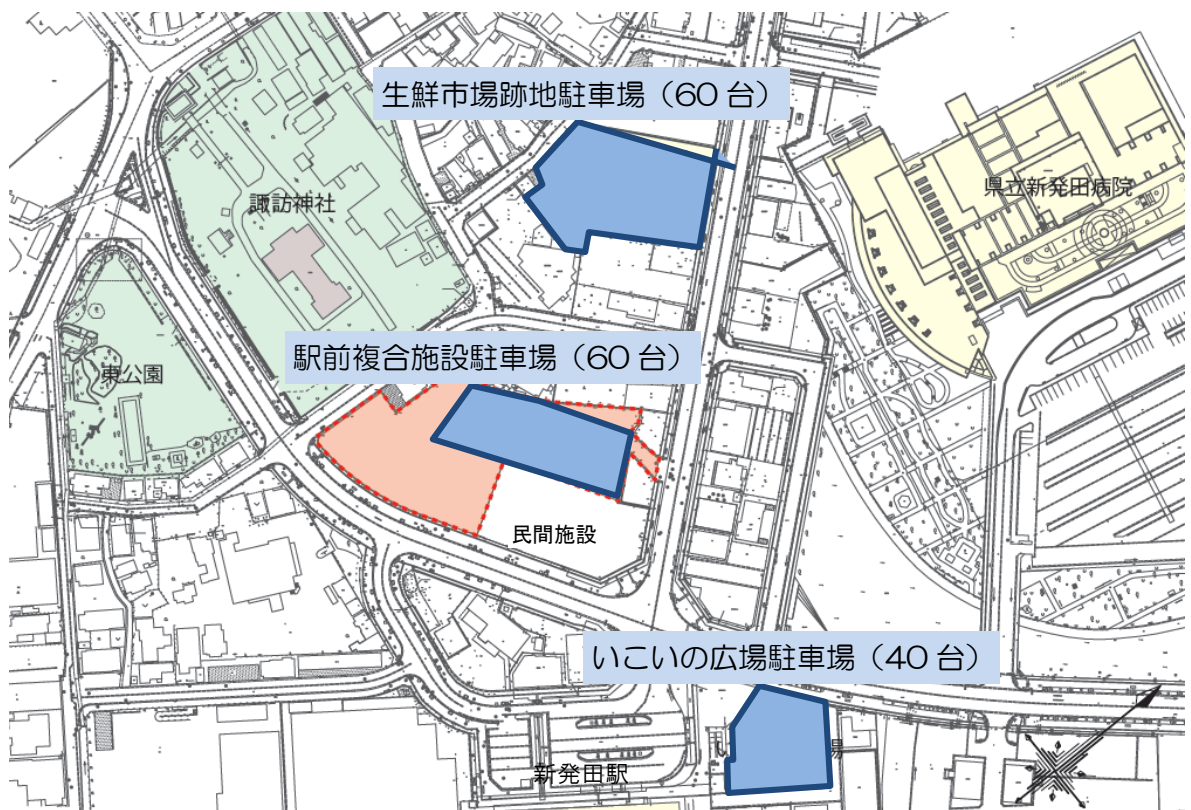 生鮮市場跡地駐車場（60 台）
県立新発田病院
諏訪神社
駅前複合施設駐車場（60 台）
東公園
民間施設
いこいの広場駐車場（40 台）
場
新発田駅